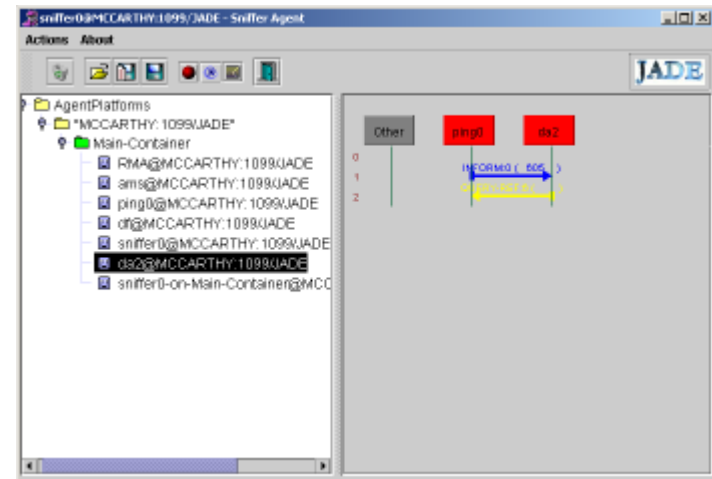 sniffer0@MCCARTHY:1099/JADE - Sniffer Agent
Actions About
JADE
AgentPlatforms
"MCCARTHY:1099/JADE"
Main-Container
RMA@MCCARTHY:1099/JADE
ams@MCCARTHY:1099/JADE
ping0@MCCARTHY:1099/JADE
df@MCCARTHY:1099/JADE
sniffer0@MCCARTHY:1099/JADE
da2@MCCARTHY:1099/JADE
sniffer0-on-Main-Container@MCC
Other ping0 da2
0
INFORM:0 ( 605 )
1
2